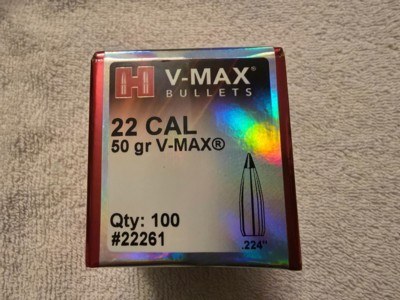 H V-MAX®
BULLETS
22 CAL
50 gr V-MAX®
Qty: 100
#22261
.224"